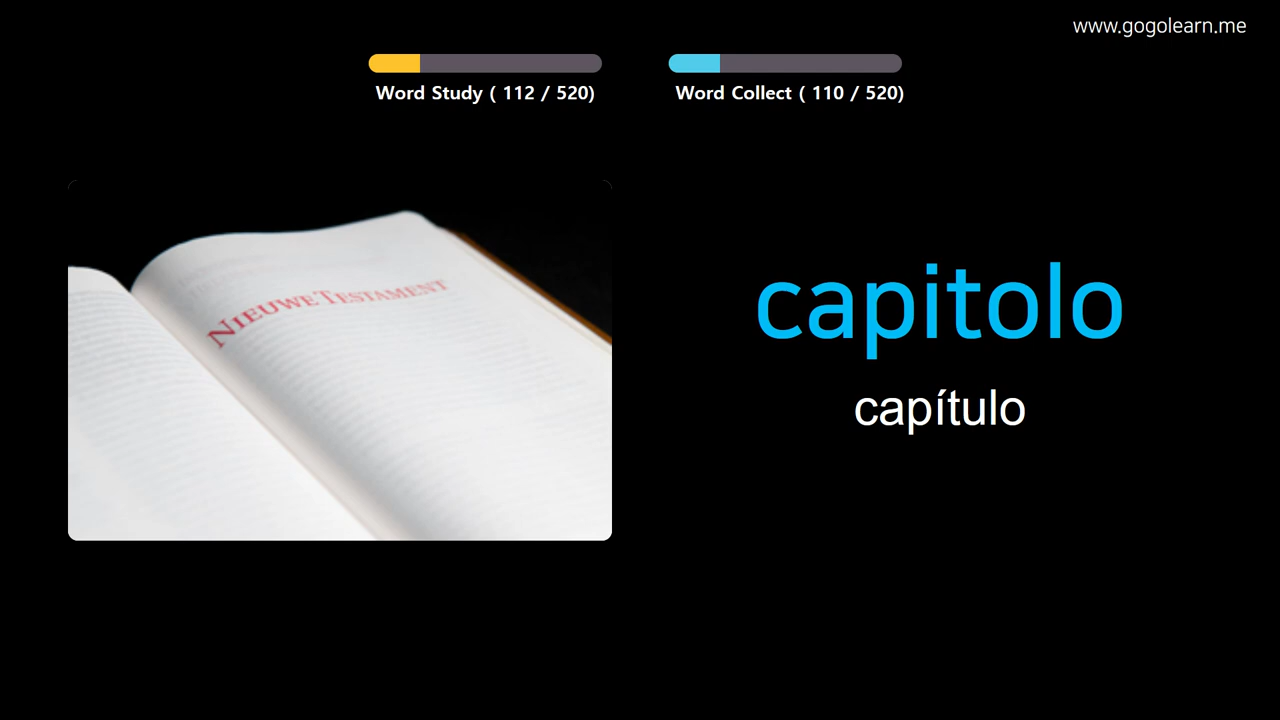 www.gogolearn.me
Word Study ( 112 / 520)
Word Collect ( 110 / 520)
NIEUWE TESTAMENT
capitolo
capítulo